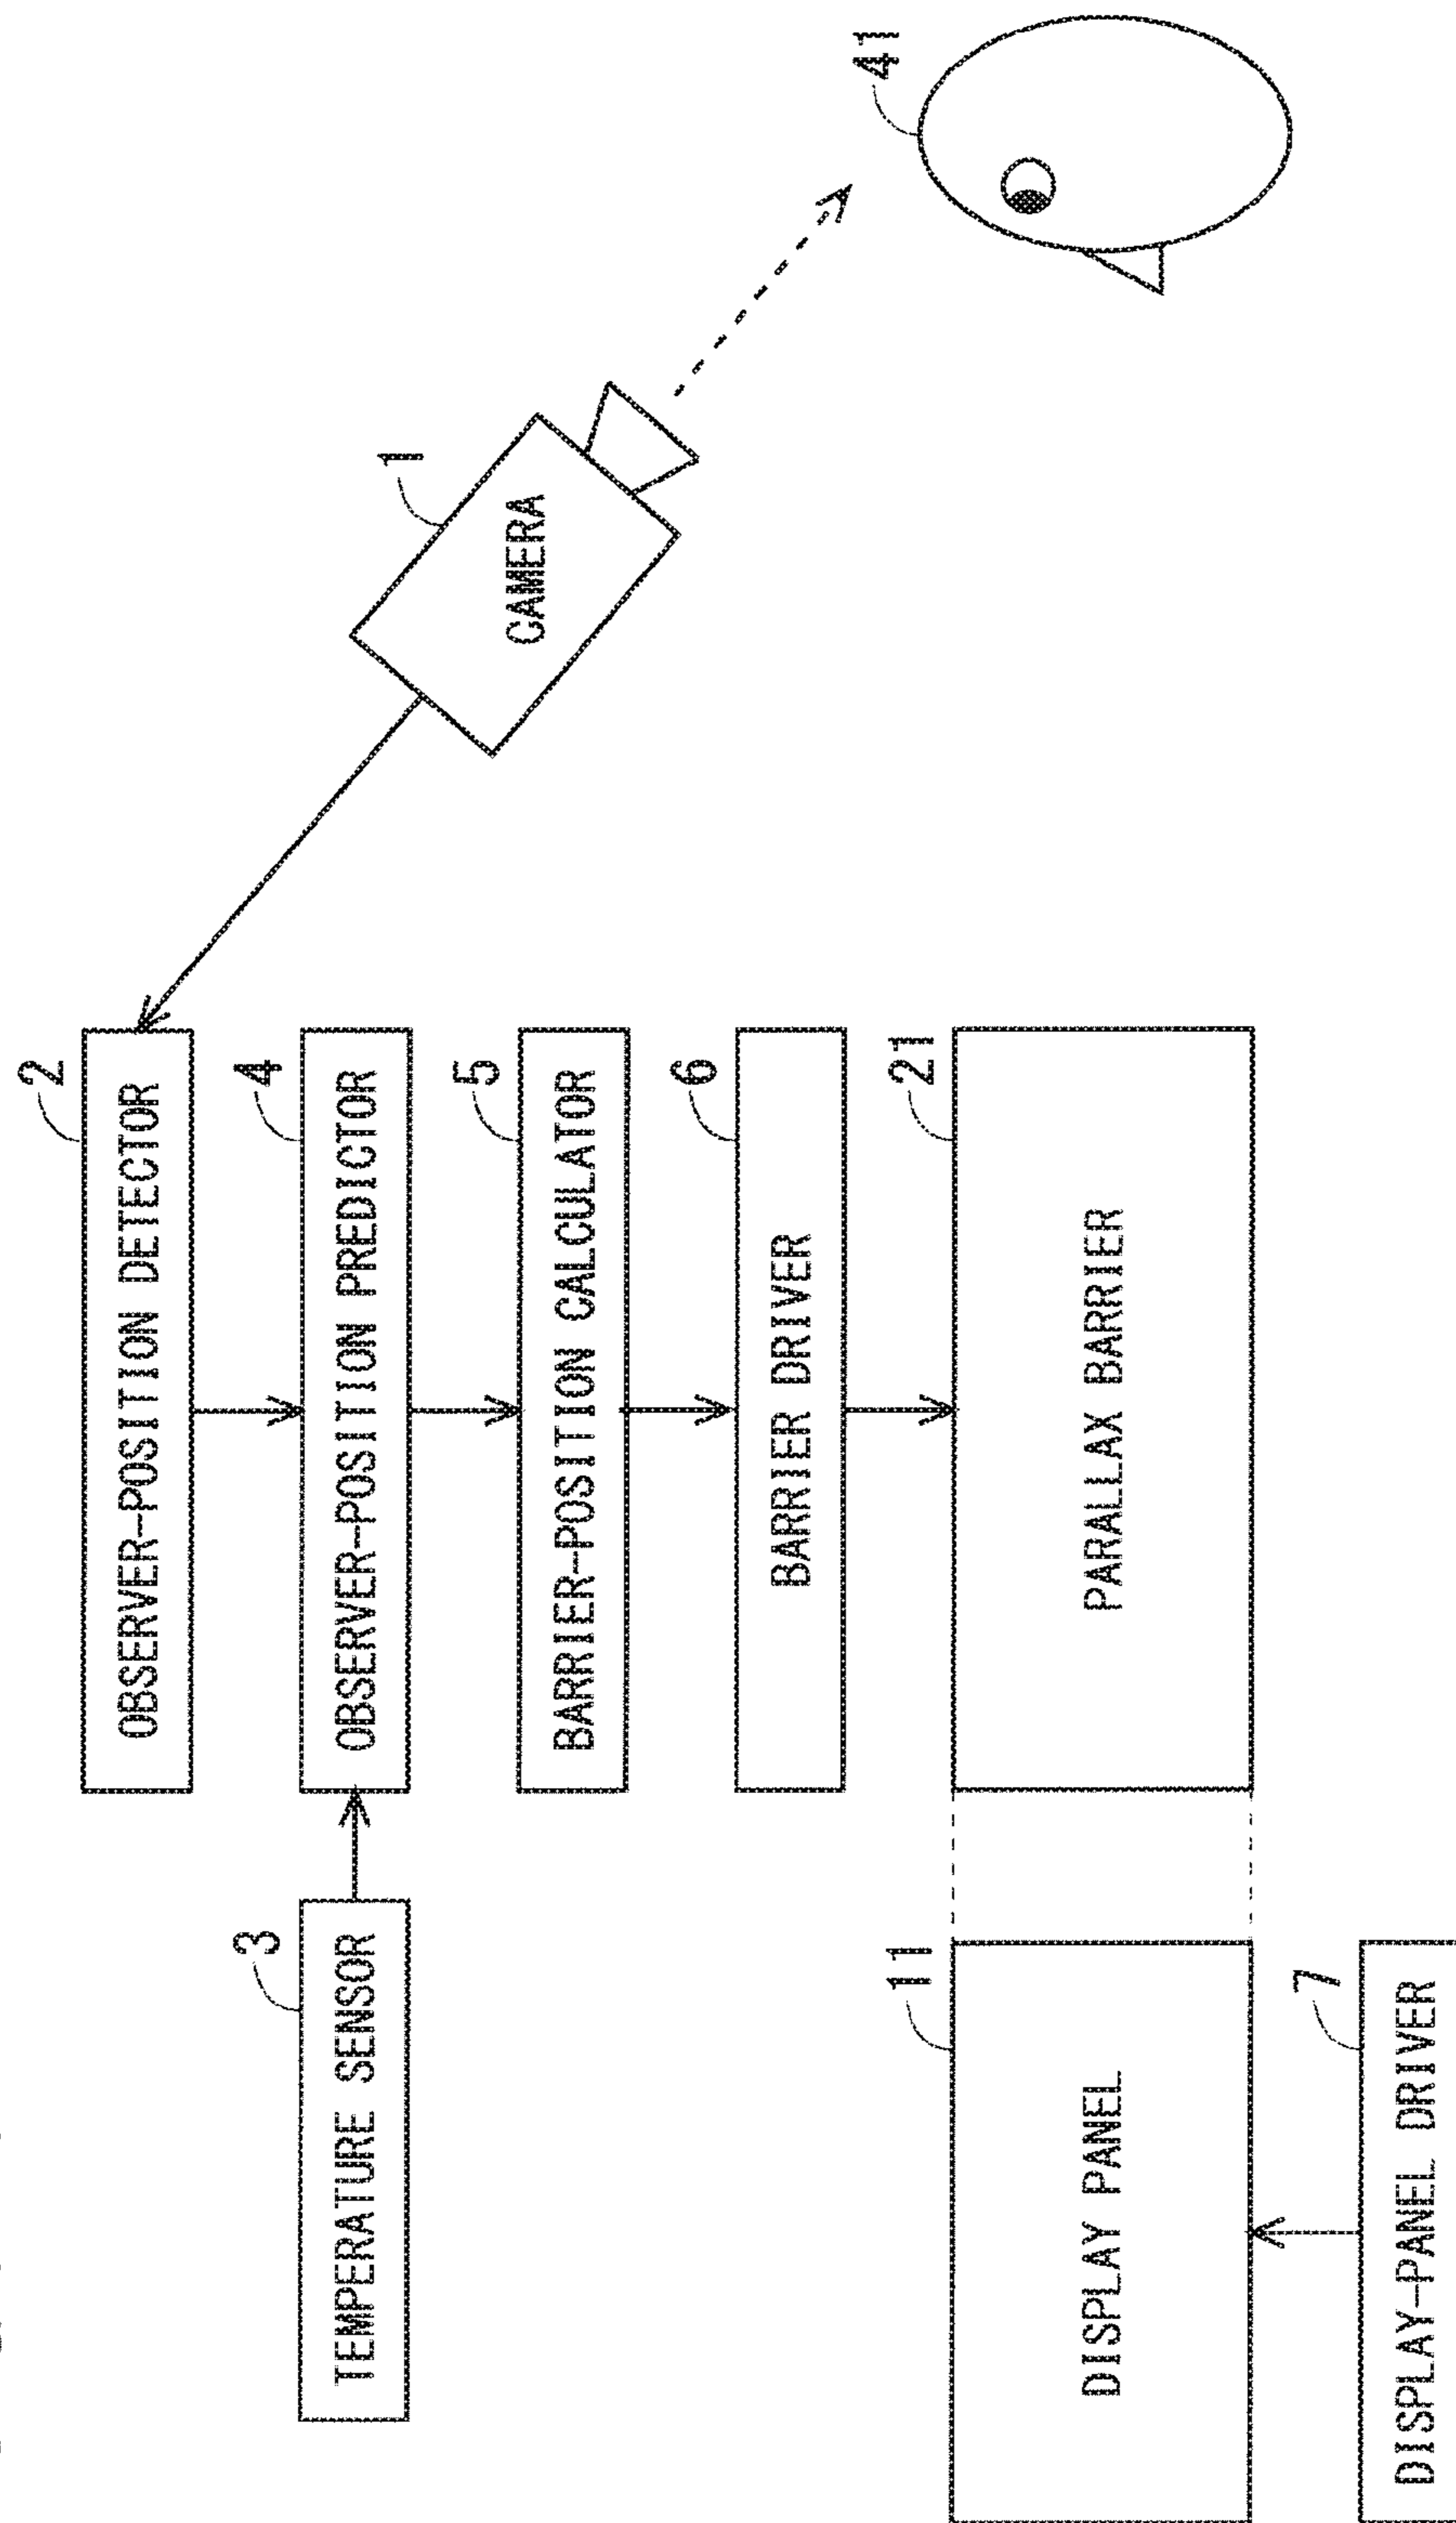 2
OBSERVER-POSITION DETECTOR
3
TEMPERATURE SENSOR
4
OBSERVER-POSITION PREDICTOR
1
CAMERA
5
BARRIER-POSITION CALCULATOR
6
BARRIER DRIVER
41
11
DISPLAY PANEL
21
PARALLAX BARRIER
7
DISPLAY-PANEL DRIVER